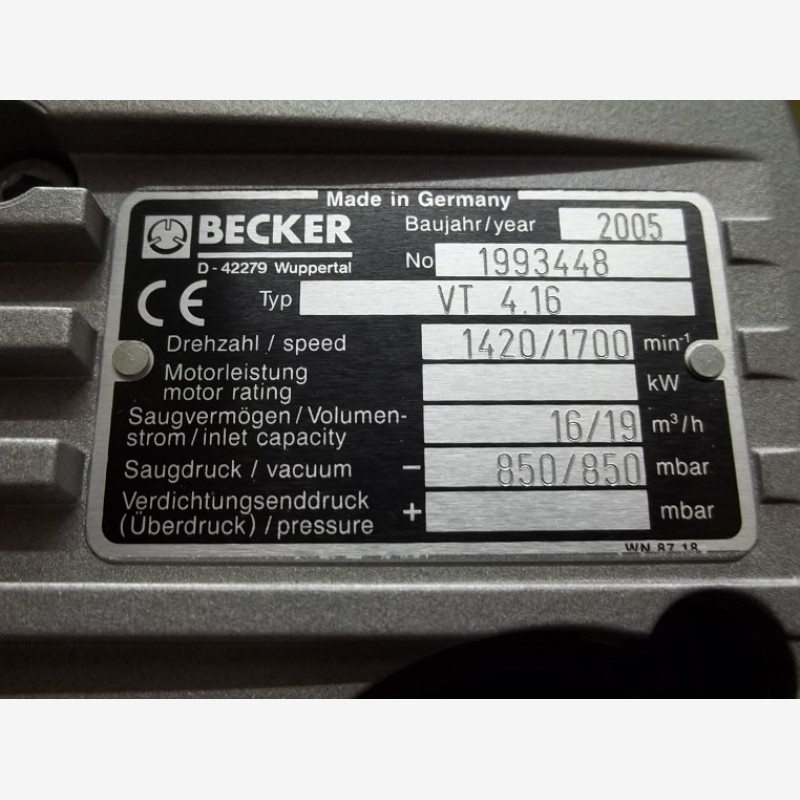 Made in Germany
BECKER
D-42279 Wuppertal
Baujahr/year 2005
No 1993448
CE Typ VT 4.16
Drehzahl / speed 1420/1700 min⁻¹
Motorleistung
motor rating kW
Saugvermögen/Volumen-
strom/inlet capacity 16/19 m³/h
Saugdruck / vacuum − 850/850 mbar
Verdichtungsenddruck
(Überdruck) /pressure + mbar
WN 87 18